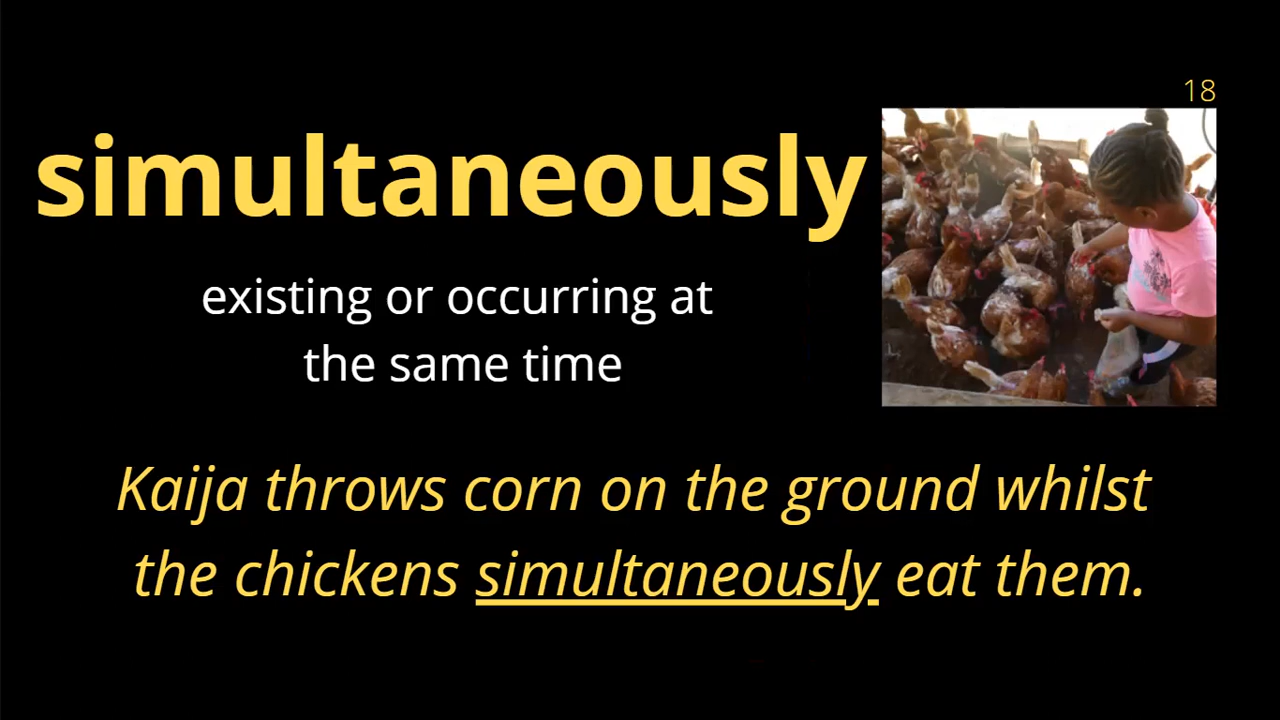 18
simultaneously
existing or occurring at
the same time
Kaija throws corn on the ground whilst
the chickens simultaneously eat them.